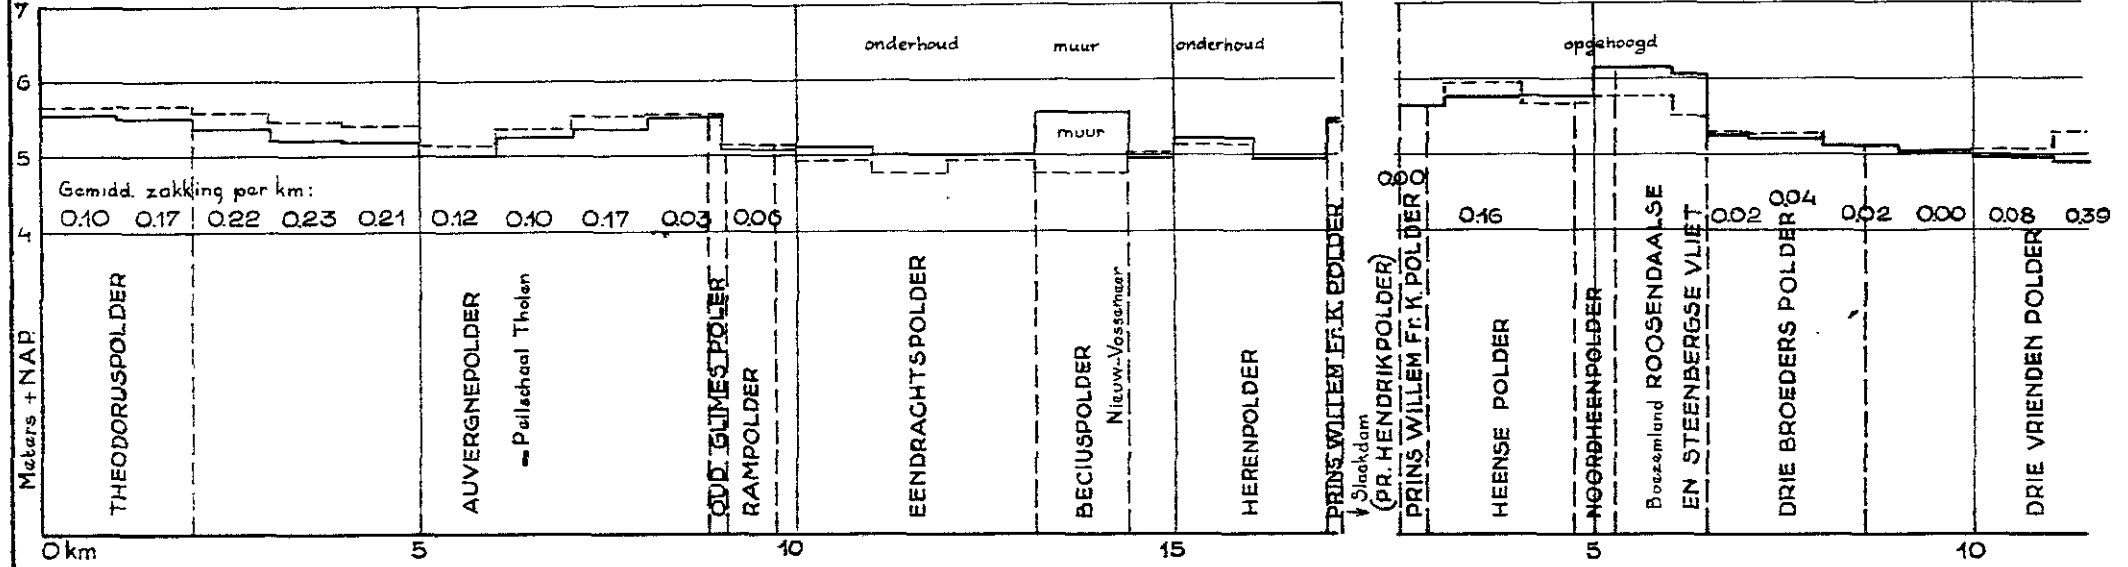 7
6
5
4
Meters + N.A.P.
onderhoud muur onderhoud opgehoogd
muur
Gemidd. zakking per km:
0.10 0.17 0.22 0.23 0.21 0.12 0.10 0.17 0.03 0.06 0.00 0.16 0.02 0.04 0.02 0.00 0.08 0.39
THEODORUSPOLDER
AUVERGNEPOLDER
Peilschaal Tholen
OUD GLIMES POLTER
RAMPOLDER
EENDRACHTSPOLDER
BECIUSPOLDER
Nieuw-Vossemaar
HERENPOLDER
PRINS WILLEM Fr. K. POLDER
Slaakdam
(PR. HENDRIKPOLDER)
PRINS WILLEM Fr. K. POLDER
HEENSE POLDER
NOORDHEENPOLDER
Boezemland ROOSENDAALSE
EN STEENBERGSE VLIET
DRIE BROEDERS POLDER
DRIE VRIENDEN POLDER
0 km 5 10 15 5 10